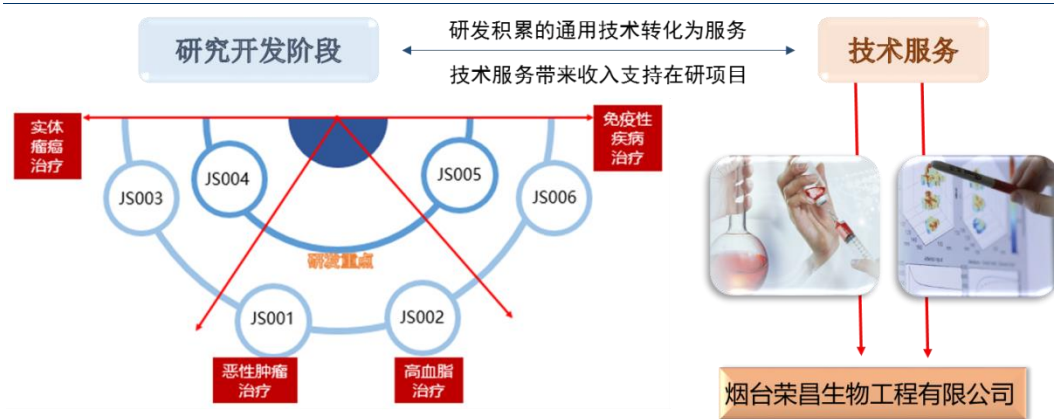 研究开发阶段
研发积累的通用技术转化为服务
技术服务带来收入支持在研项目
技术服务
实体
瘤癌
治疗
免疫性
疾病
治疗
JS003
JS004
JS005
JS006
研发重点
JS001
JS002
恶性肿瘤
治疗
高血脂
治疗
烟台荣昌生物工程有限公司